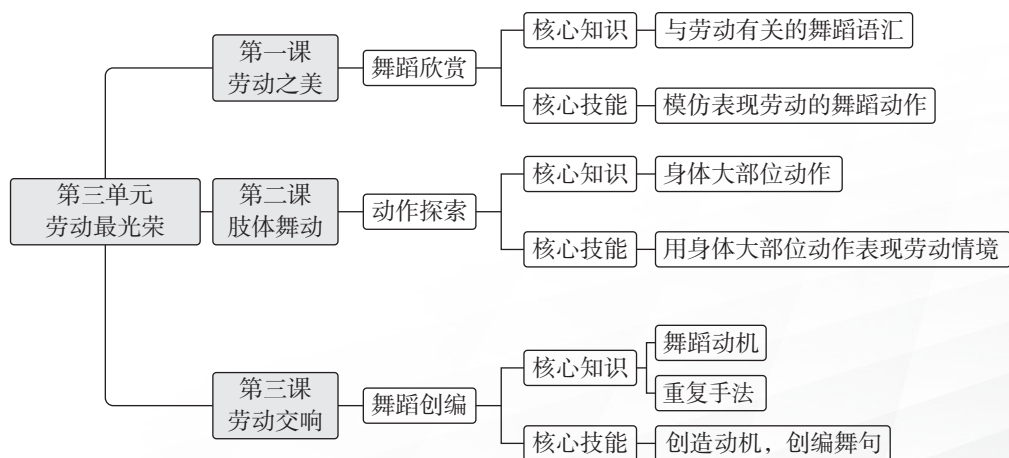 第三单元
劳动最光荣
第一课
劳动之美
舞蹈欣赏
核心知识
与劳动有关的舞蹈语汇
核心技能
模仿表现劳动的舞蹈动作
第二课
肢体舞动
动作探索
核心知识
身体大部位动作
核心技能
用身体大部位动作表现劳动情境
第三课
劳动交响
舞蹈创编
核心知识
舞蹈动机
重复手法
核心技能
创造动机，创编舞句